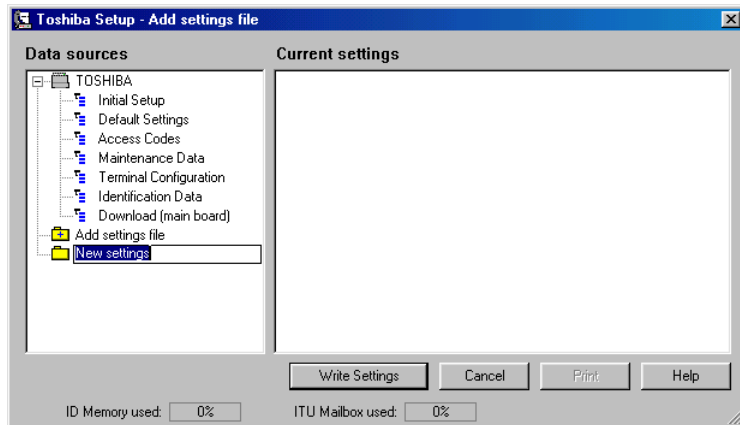 Toshiba Setup - Add settings file
Data sources
Current settings
TOSHIBA
Initial Setup
Default Settings
Access Codes
Maintenance Data
Terminal Configuration
Identification Data
Download (main board)
Add settings file
New settings
Write Settings
Cancel
Print
Help
ID Memory used: 0%
ITU Mailbox used: 0%